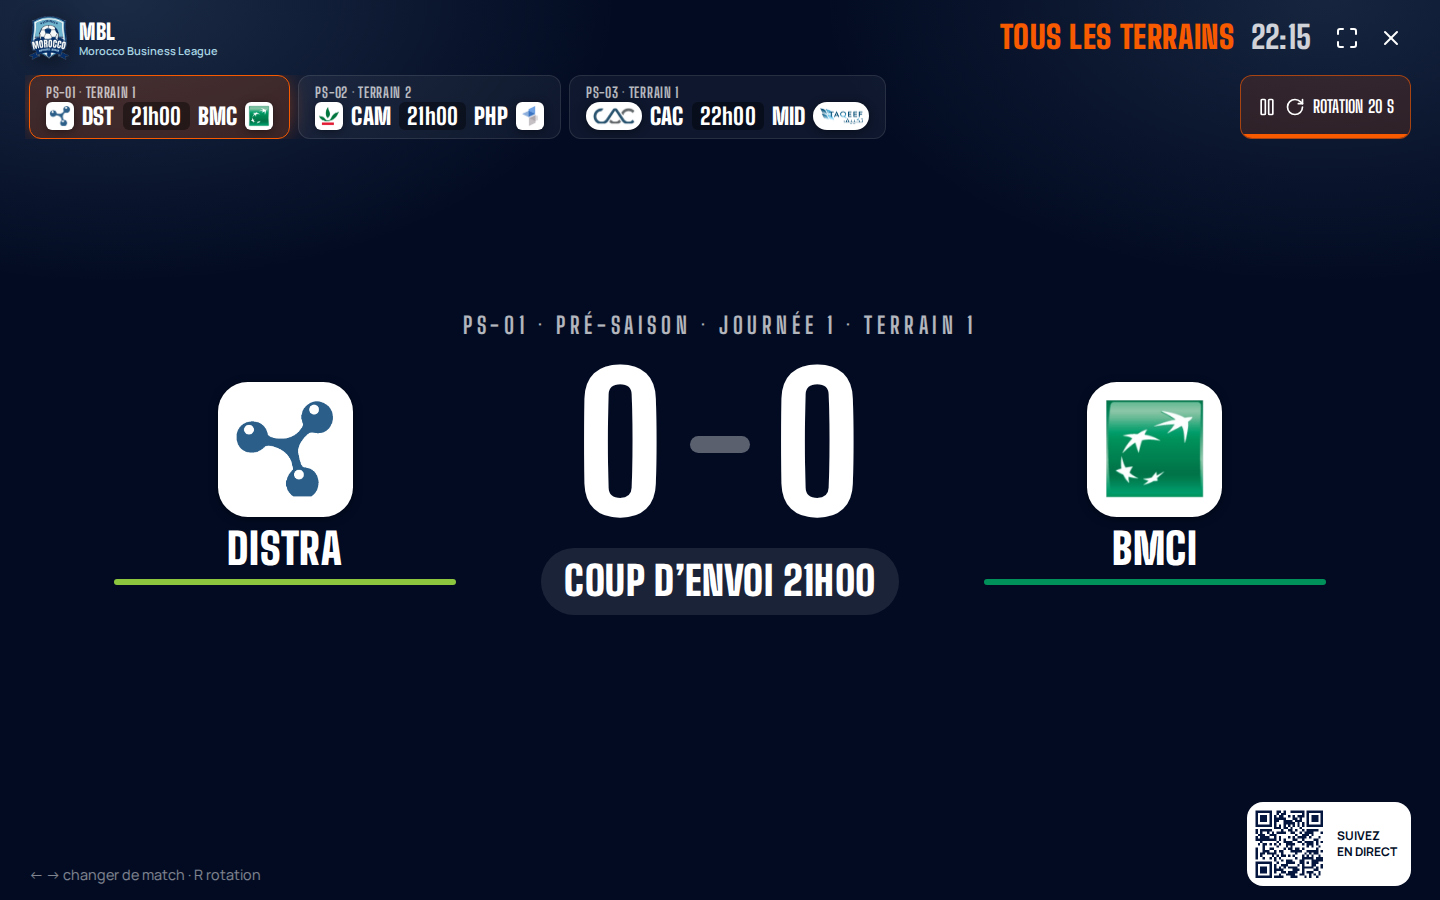 MBL
Morocco Business League
TOUS LES TERRAINS 22:15
PS-01 · TERRAIN 1
DST 21h00 BMC
PS-02 · TERRAIN 2
CAM 21h00 PHP
PS-03 · TERRAIN 1
CAC CAC 22h00 MID TAQEEF
ROTATION 20 S
PS-01 · PRÉ-SAISON · JOURNÉE 1 · TERRAIN 1
0 - 0
DISTRA
BMCI
COUP D’ENVOI 21H00
SUIVEZ
EN DIRECT
← → changer de match · R rotation